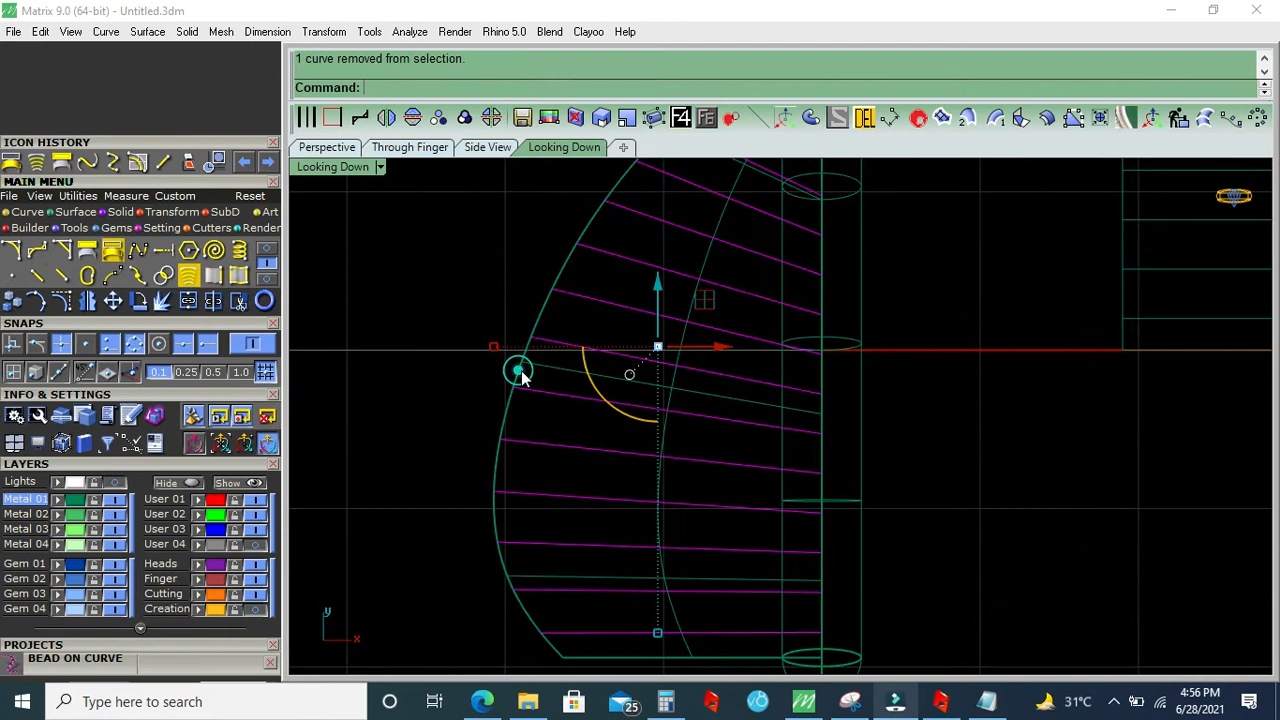 Matrix 9.0 (64-bit) - Untitled.3dm
File Edit View Curve Surface Solid Mesh Dimension Transform Tools Analyze Render Rhino 5.0 Blend Clayoo Help
1 curve removed from selection.
Command:
F4 F6 S DEL
Perspective Through Finger Side View Looking Down
Looking Down
ICON HISTORY
MAIN MENU
File View Utilities Measure Custom Reset
Curve Surface Solid Transform SubD Art
Builder Tools Gems Setting Cutters Render
SNAPS
0.1 0.25 0.5 1.0
INFO & SETTINGS
LAYERS
Lights Hide Show
Metal 01 User 01
Metal 02 User 02
Metal 03 User 03
Metal 04 User 04
Gem 01 Heads
Gem 02 Finger
Gem 03 Cutting
Gem 04 Creation
PROJECTS
BEAD ON CURVE
y
x
Type here to search
25
31°C
4:56 PM
6/28/2021